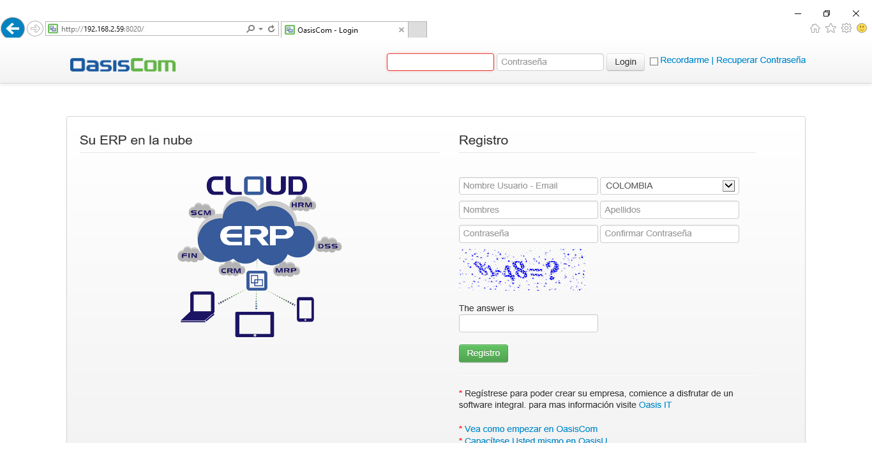 http://192.168.2.59:8020/
OasisCom - Login
OasisCom
Contraseña
Login
Recordarme | Recuperar Contraseña
Su ERP en la nube
CLOUD
SCM
HRM
ERP
FIN
DSS
CRM
MRP
Registro
Nombre Usuario - Email
COLOMBIA
Nombres
Apellidos
Contraseña
Confirmar Contraseña
The answer is
Registro
* Regístrese para poder crear su empresa, comience a disfrutar de un
software integral. para mas información visite Oasis IT
* Vea como empezar en OasisCom
* Capacítese Usted mismo en OasisU